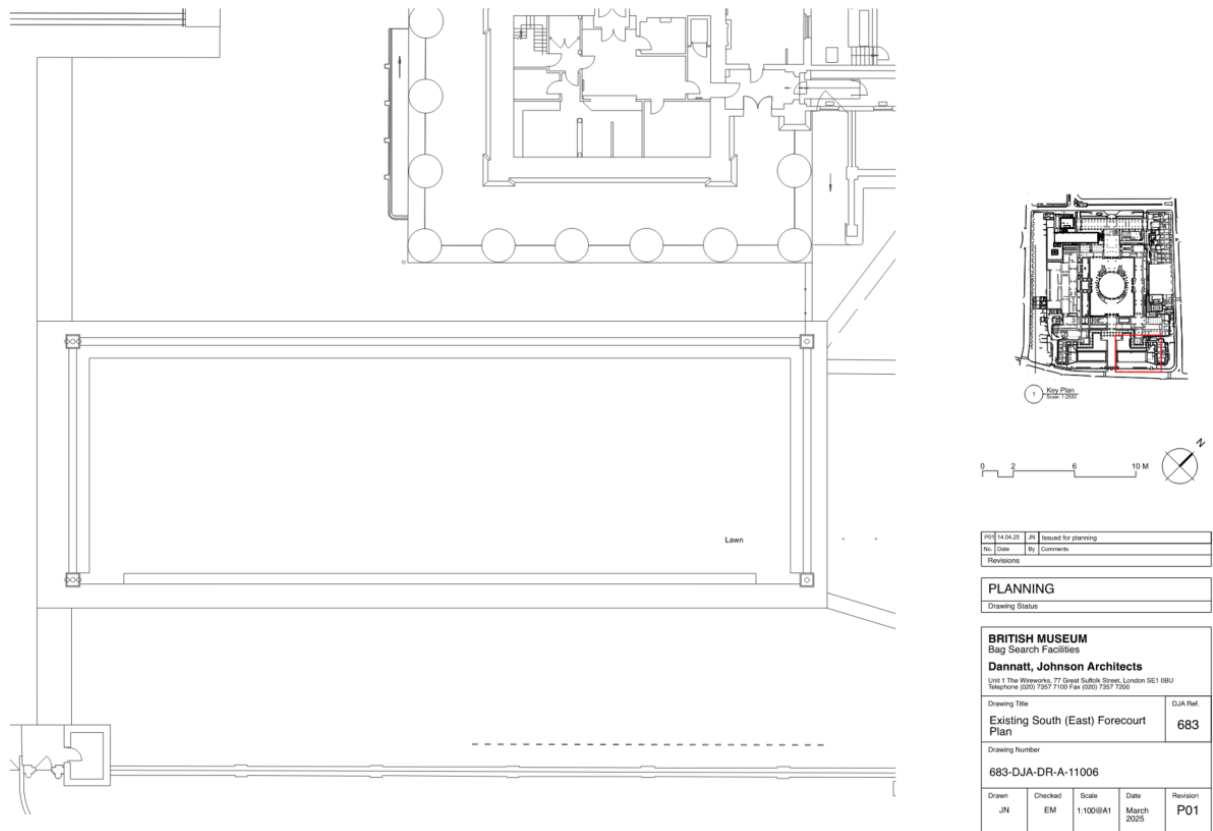 Lawn
1
Key Plan
Scale: 1:2500
0 2 6 10 M
N
P01 14.04.25 JN Issued for planning
No. Date By Comments
Revisions
PLANNING
Drawing Status
BRITISH MUSEUM
Bag Search Facilities
Dannatt, Johnson Architects
Unit 1 The Wireworks, 77 Great Suffolk Street, London SE1 0BU
Telephone (020) 7357 7100 Fax (020) 7357 7200
Drawing Title DJA Ref.
Existing South (East) Forecourt
Plan
683
Drawing Number
683-DJA-DR-A-11006
Drawn Checked Scale Date Revision
JN EM 1:100@A1 March
2025
P01